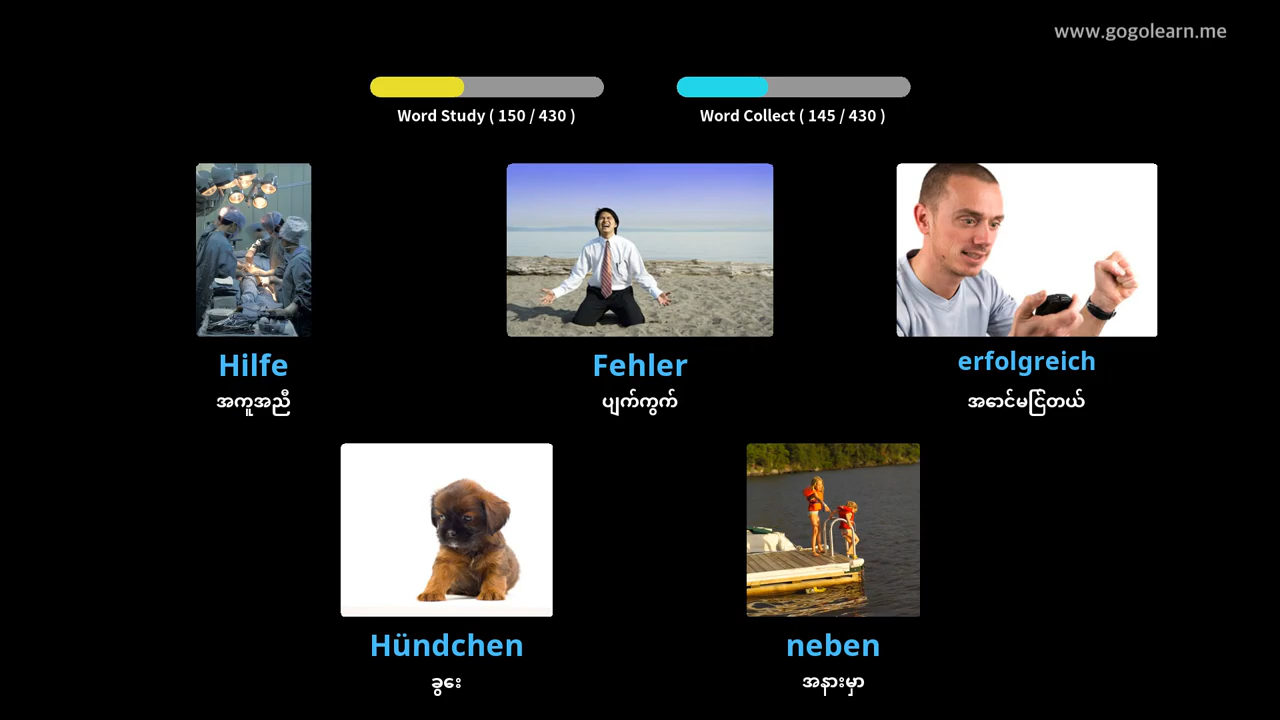 www.gogolearn.me
Word Study ( 150 / 430 )
Word Collect ( 145 / 430 )
Hilfe
အကူအညီ
Fehler
ပျက်ကွက်
erfolgreich
အောင်မြင်တယ်
Hündchen
ခွေး
neben
အနားမှာ